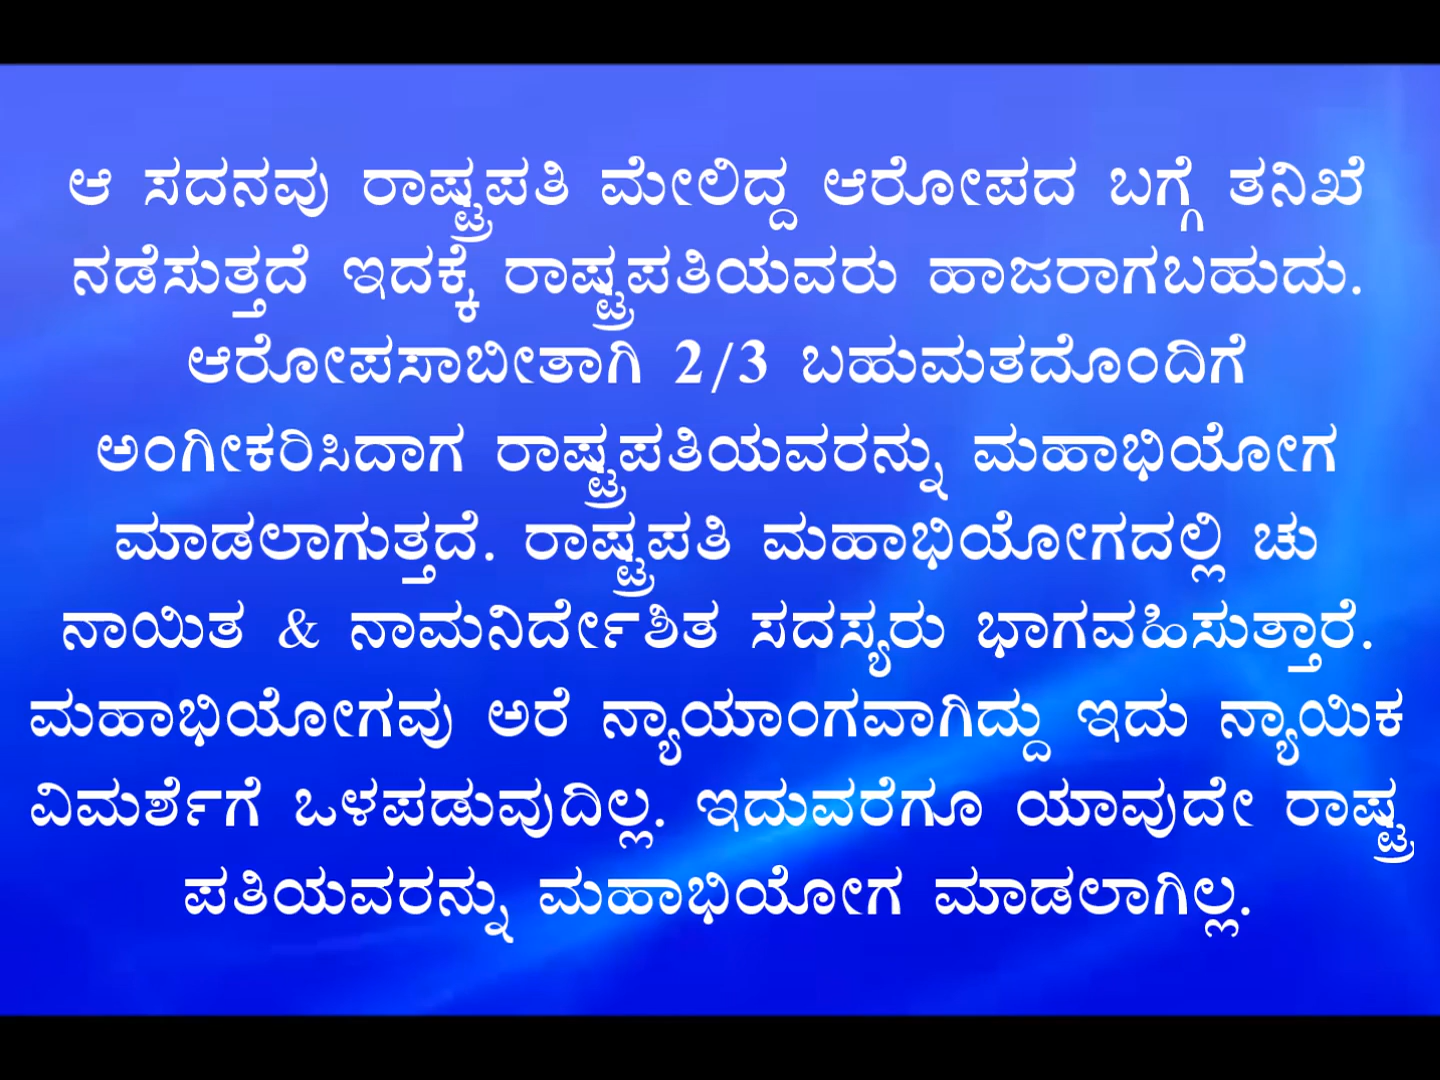 ಆ ಸದನವು ರಾಷ್ಟ್ರಪತಿ ಮೇಲಿದ್ದ ಆರೋಪದ ಬಗ್ಗೆ ತನಿಖೆ
ನಡೆಸುತ್ತದೆ ಇದಕ್ಕೆ ರಾಷ್ಟ್ರಪತಿಯವರು ಹಾಜರಾಗಬಹುದು.
ಆರೋಪಸಾಬೀತಾಗಿ 2/3 ಬಹುಮತದೊಂದಿಗೆ
ಅಂಗೀಕರಿಸಿದಾಗ ರಾಷ್ಟ್ರಪತಿಯವರನ್ನು ಮಹಾಭಿಯೋಗ
ಮಾಡಲಾಗುತ್ತದೆ. ರಾಷ್ಟ್ರಪತಿ ಮಹಾಭಿಯೋಗದಲ್ಲಿ ಚು
ನಾಯಿತ & ನಾಮನಿರ್ದೇಶಿತ ಸದಸ್ಯರು ಭಾಗವಹಿಸುತ್ತಾರೆ.
ಮಹಾಭಿಯೋಗವು ಅರೆ ನ್ಯಾಯಾಂಗವಾಗಿದ್ದು ಇದು ನ್ಯಾಯಿಕ
ವಿಮರ್ಶೆಗೆ ಒಳಪಡುವುದಿಲ್ಲ. ಇದುವರೆಗೂ ಯಾವುದೇ ರಾಷ್ಟ್ರ
ಪತಿಯವರನ್ನು ಮಹಾಭಿಯೋಗ ಮಾಡಲಾಗಿಲ್ಲ.